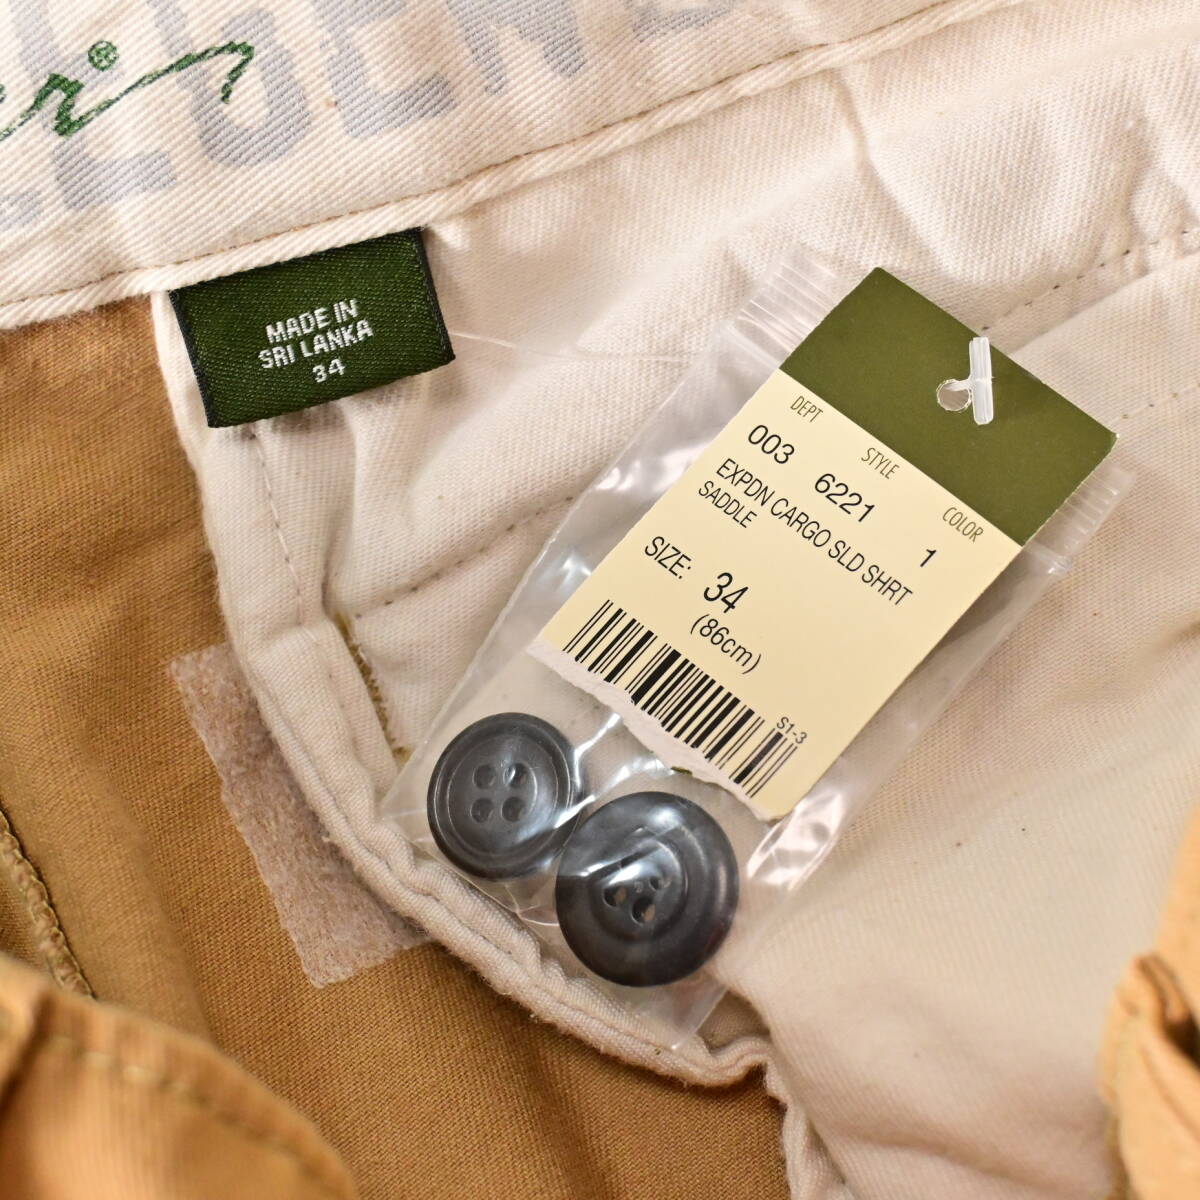 LEGEND
MADE IN
SRI LANKA
34
DEPT STYLE COLOR
003 6221 1
EXPDN CARGO SLD SHRT
SADDLE
SIZE: 34
(86cm)
S1-3